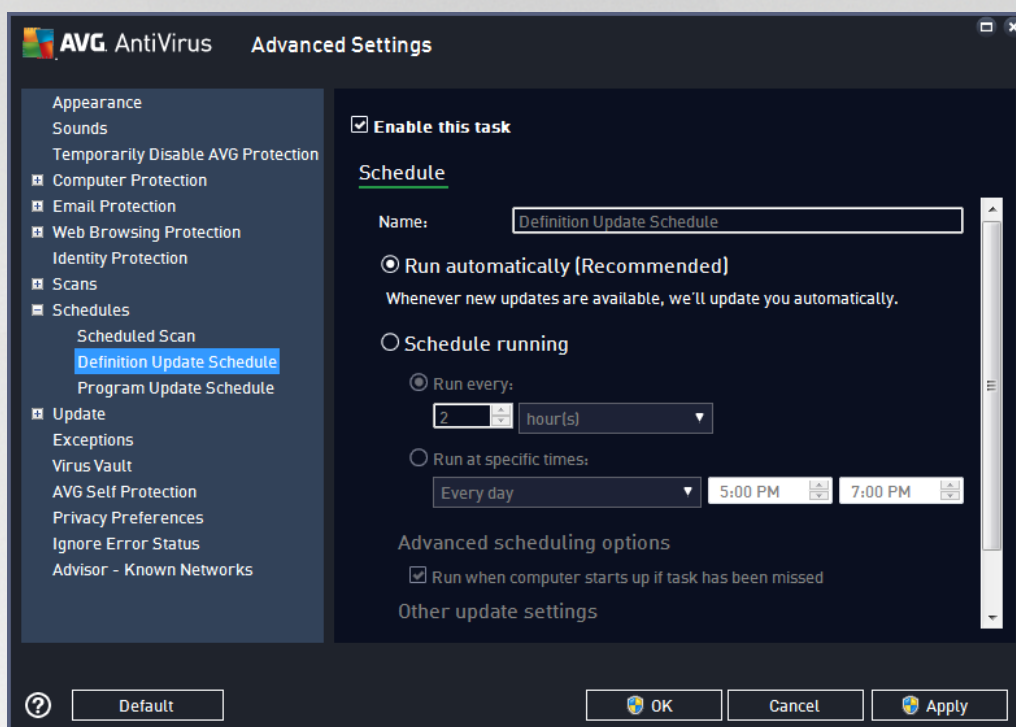 AVG. AntiVirus Advanced Settings
Appearance
Sounds
Temporarily Disable AVG Protection
Computer Protection
Email Protection
Web Browsing Protection
Identity Protection
Scans
Schedules
Scheduled Scan
Definition Update Schedule
Program Update Schedule
Update
Exceptions
Virus Vault
AVG Self Protection
Privacy Preferences
Ignore Error Status
Advisor - Known Networks
Enable this task
Schedule
Name: Definition Update Schedule
Run automatically (Recommended)
Whenever new updates are available, we'll update you automatically.
Schedule running
Run every:
2 hour(s)
Run at specific times:
Every day 5:00 PM 7:00 PM
Advanced scheduling options
Run when computer starts up if task has been missed
Other update settings
? Default OK Cancel Apply